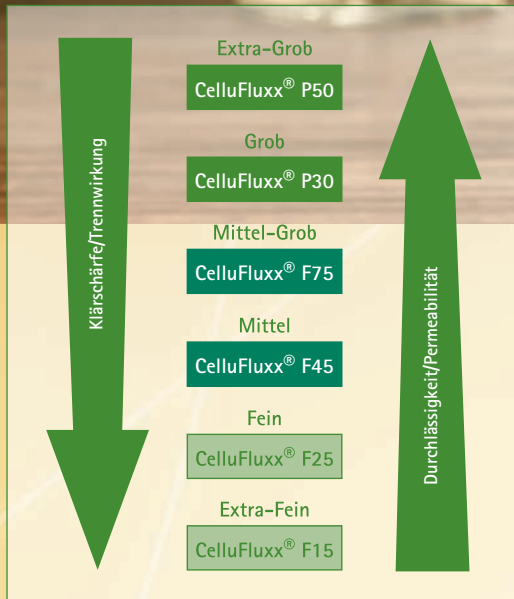 Extra-Grob
CelluFluxx® P50
Grob
CelluFluxx® P30
Mittel-Grob
CelluFluxx® F75
Mittel
CelluFluxx® F45
Fein
CelluFluxx® F25
Extra-Fein
CelluFluxx® F15
Klärschärfe/Trennwirkung
Durchlässigkeit/Permeabilität